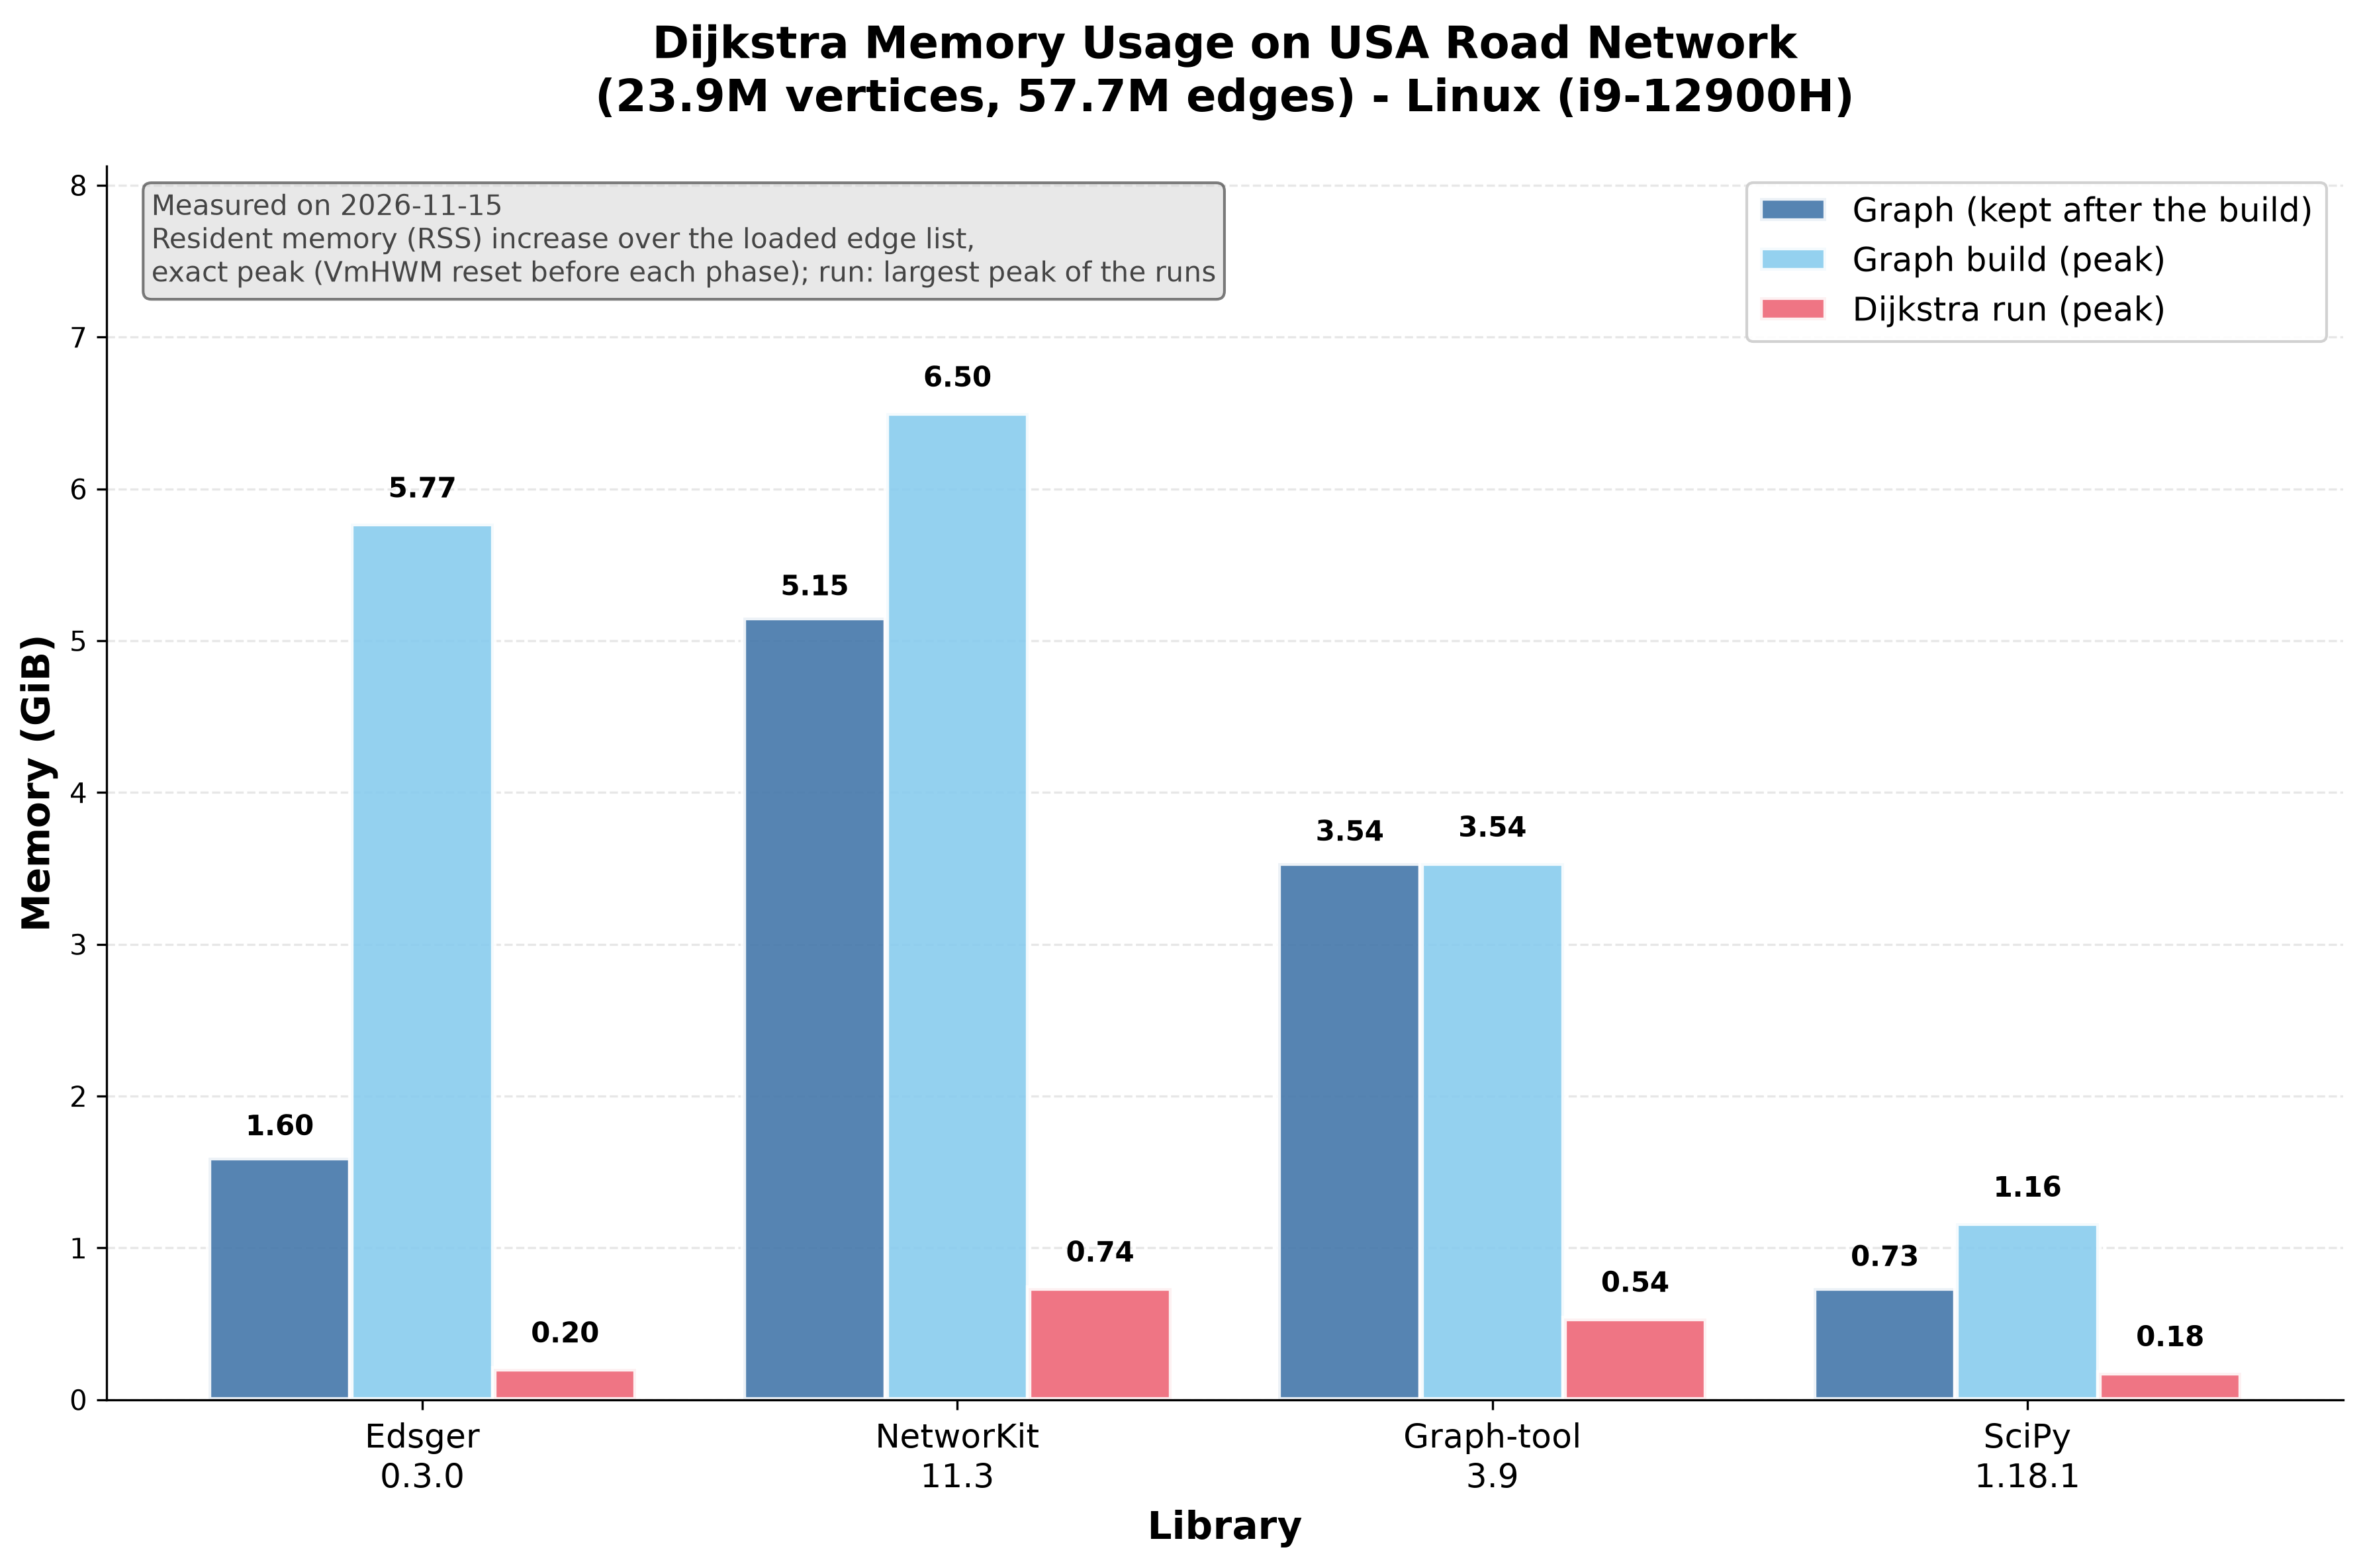 Dijkstra Memory Usage on USA Road Network
(23.9M vertices, 57.7M edges) - Linux (i9-12900H)
Measured on 2026-11-15
Resident memory (RSS) increase over the loaded edge list,
exact peak (VmHWM reset before each phase); run: largest peak of the runs
Graph (kept after the build)
Graph build (peak)
Dijkstra run (peak)
Memory (GiB)
8
7
6
5
4
3
2
1
0
1.60
5.77
0.20
5.15
6.50
0.74
3.54
3.54
0.54
0.73
1.16
0.18
Edsger
0.3.0
NetworKit
11.3
Graph-tool
3.9
SciPy
1.18.1
Library